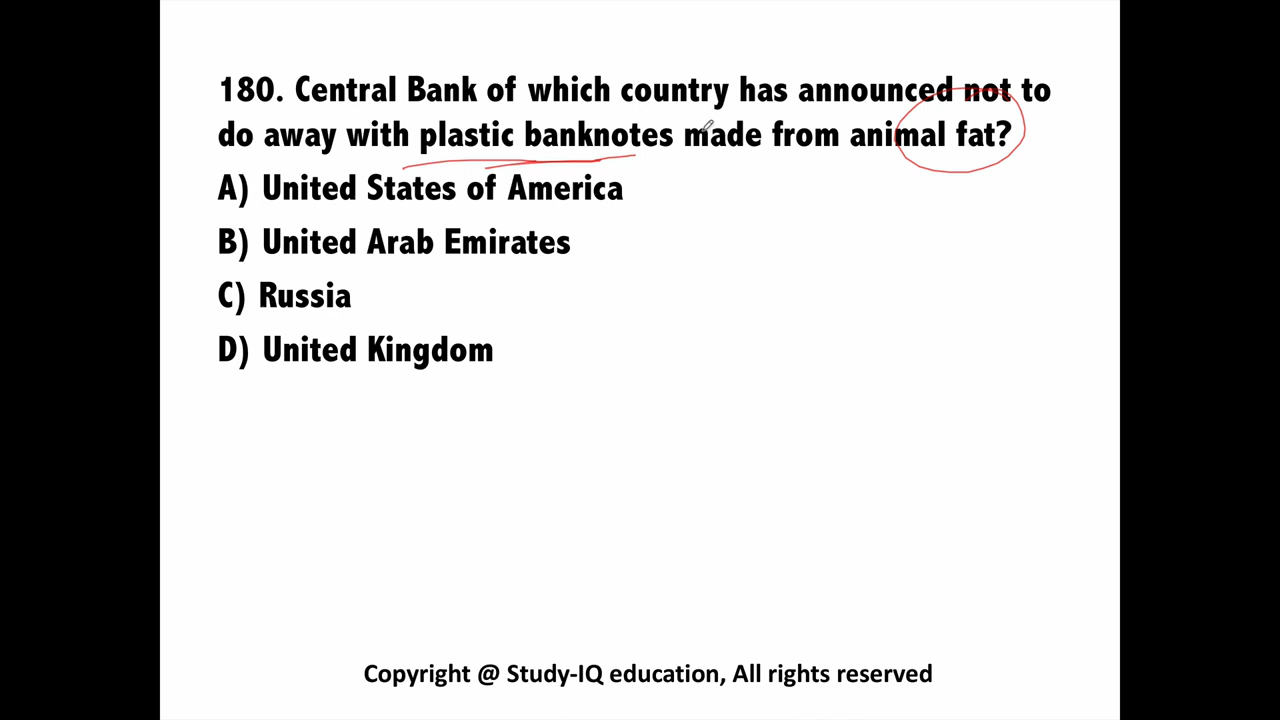 180. Central Bank of which country has announced not to
do away with plastic banknotes made from animal fat?
A) United States of America
B) United Arab Emirates
C) Russia
D) United Kingdom
Copyright @ Study-IQ education, All rights reserved